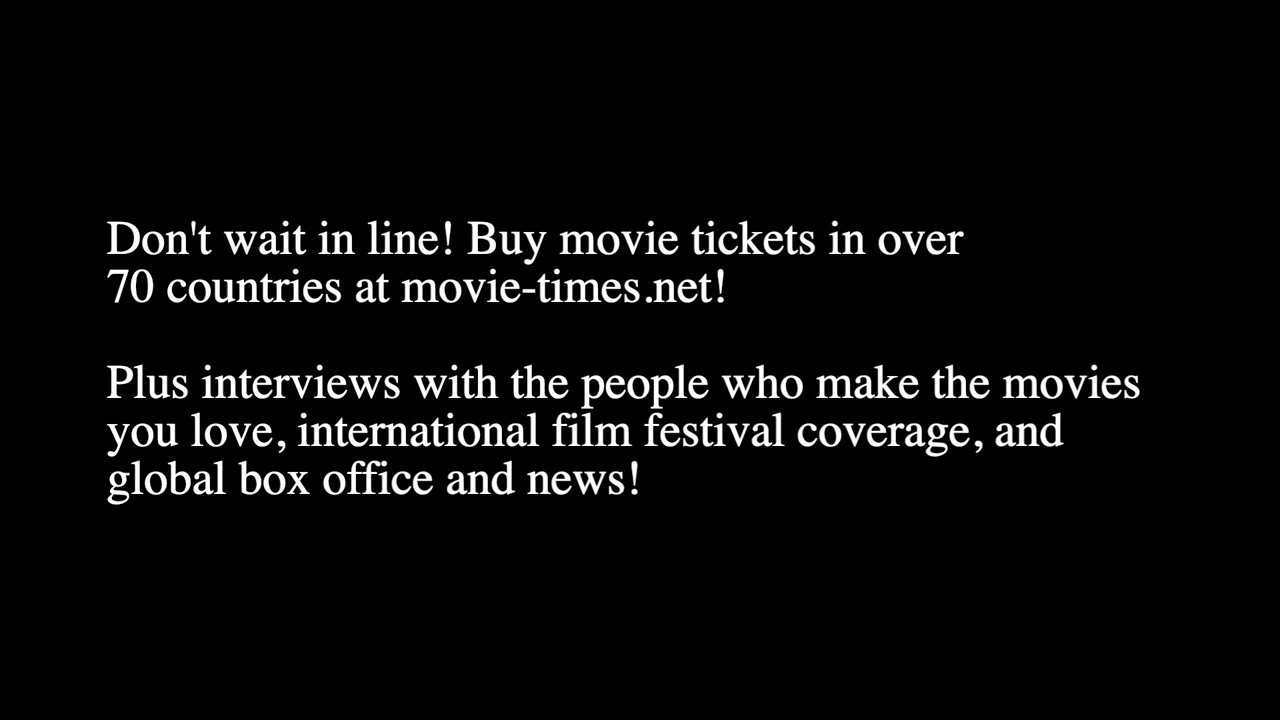 Don't wait in line! Buy movie tickets in over
70 countries at movie-times.net!
Plus interviews with the people who make the movies
you love, international film festival coverage, and
global box office and news!